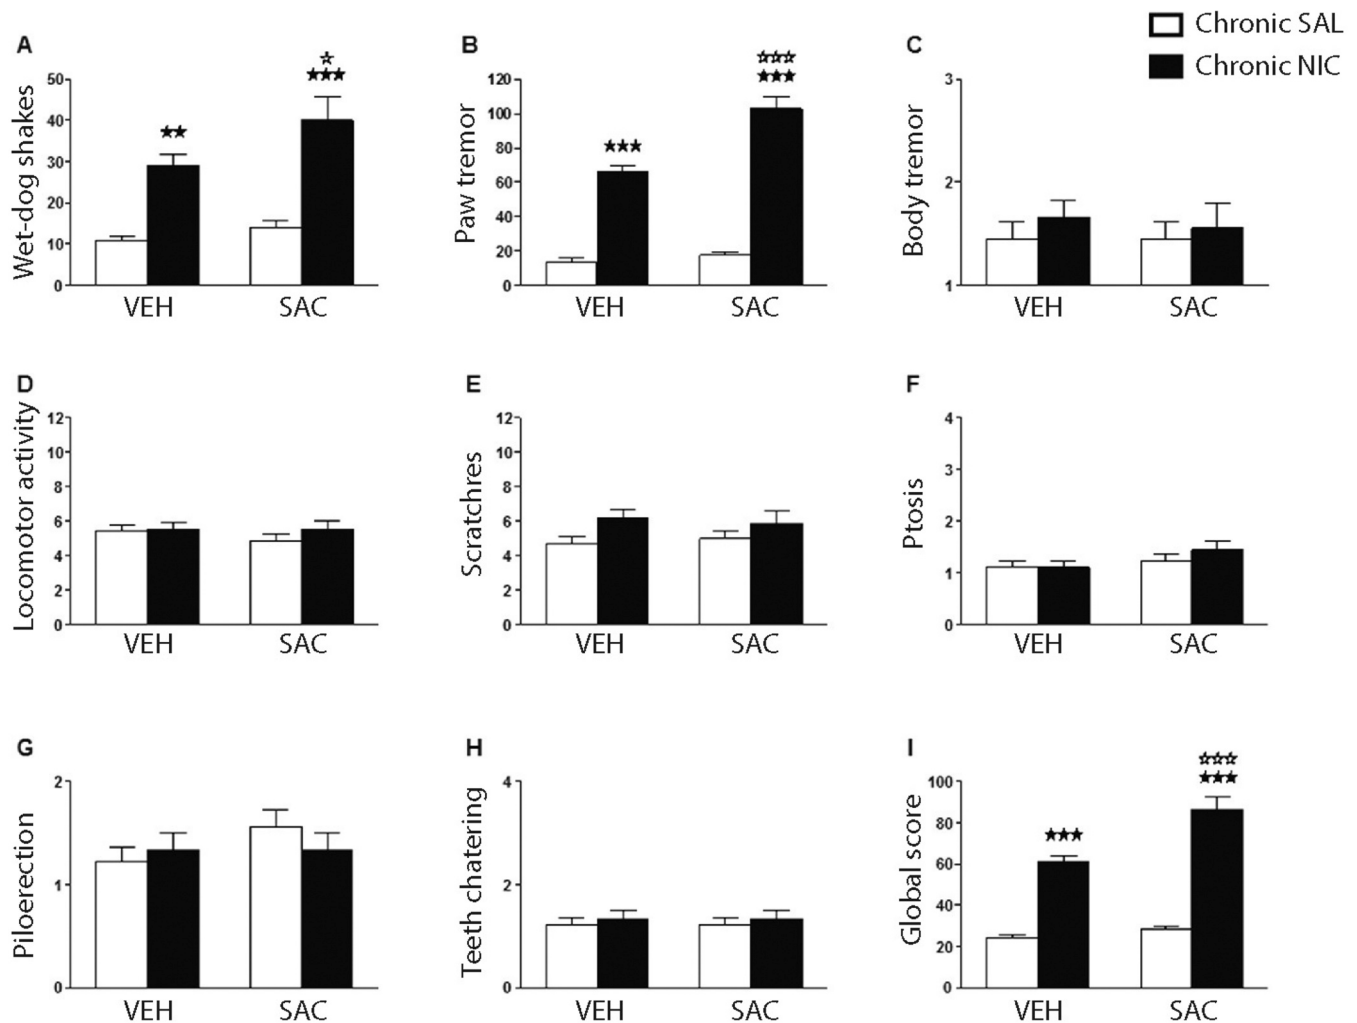 Chronic SAL
Chronic NIC
A
Wet-dog shakes
50
40
30
20
10
0
★★
☆
★★★
VEH SAC
B
Paw tremor
120
100
80
60
40
20
0
★★★
☆☆☆
★★★
VEH SAC
C
Body tremor
3
2
1
VEH SAC
D
Locomotor activity
12
10
8
6
4
2
0
VEH SAC
E
Scratchres
12
10
8
6
4
2
0
VEH SAC
F
Ptosis
4
3
2
1
0
VEH SAC
G
Piloerection
2
1
0
VEH SAC
H
Teeth chatering
4
2
0
VEH SAC
I
Global score
100
80
60
40
20
0
★★★
☆☆☆
★★★
VEH SAC